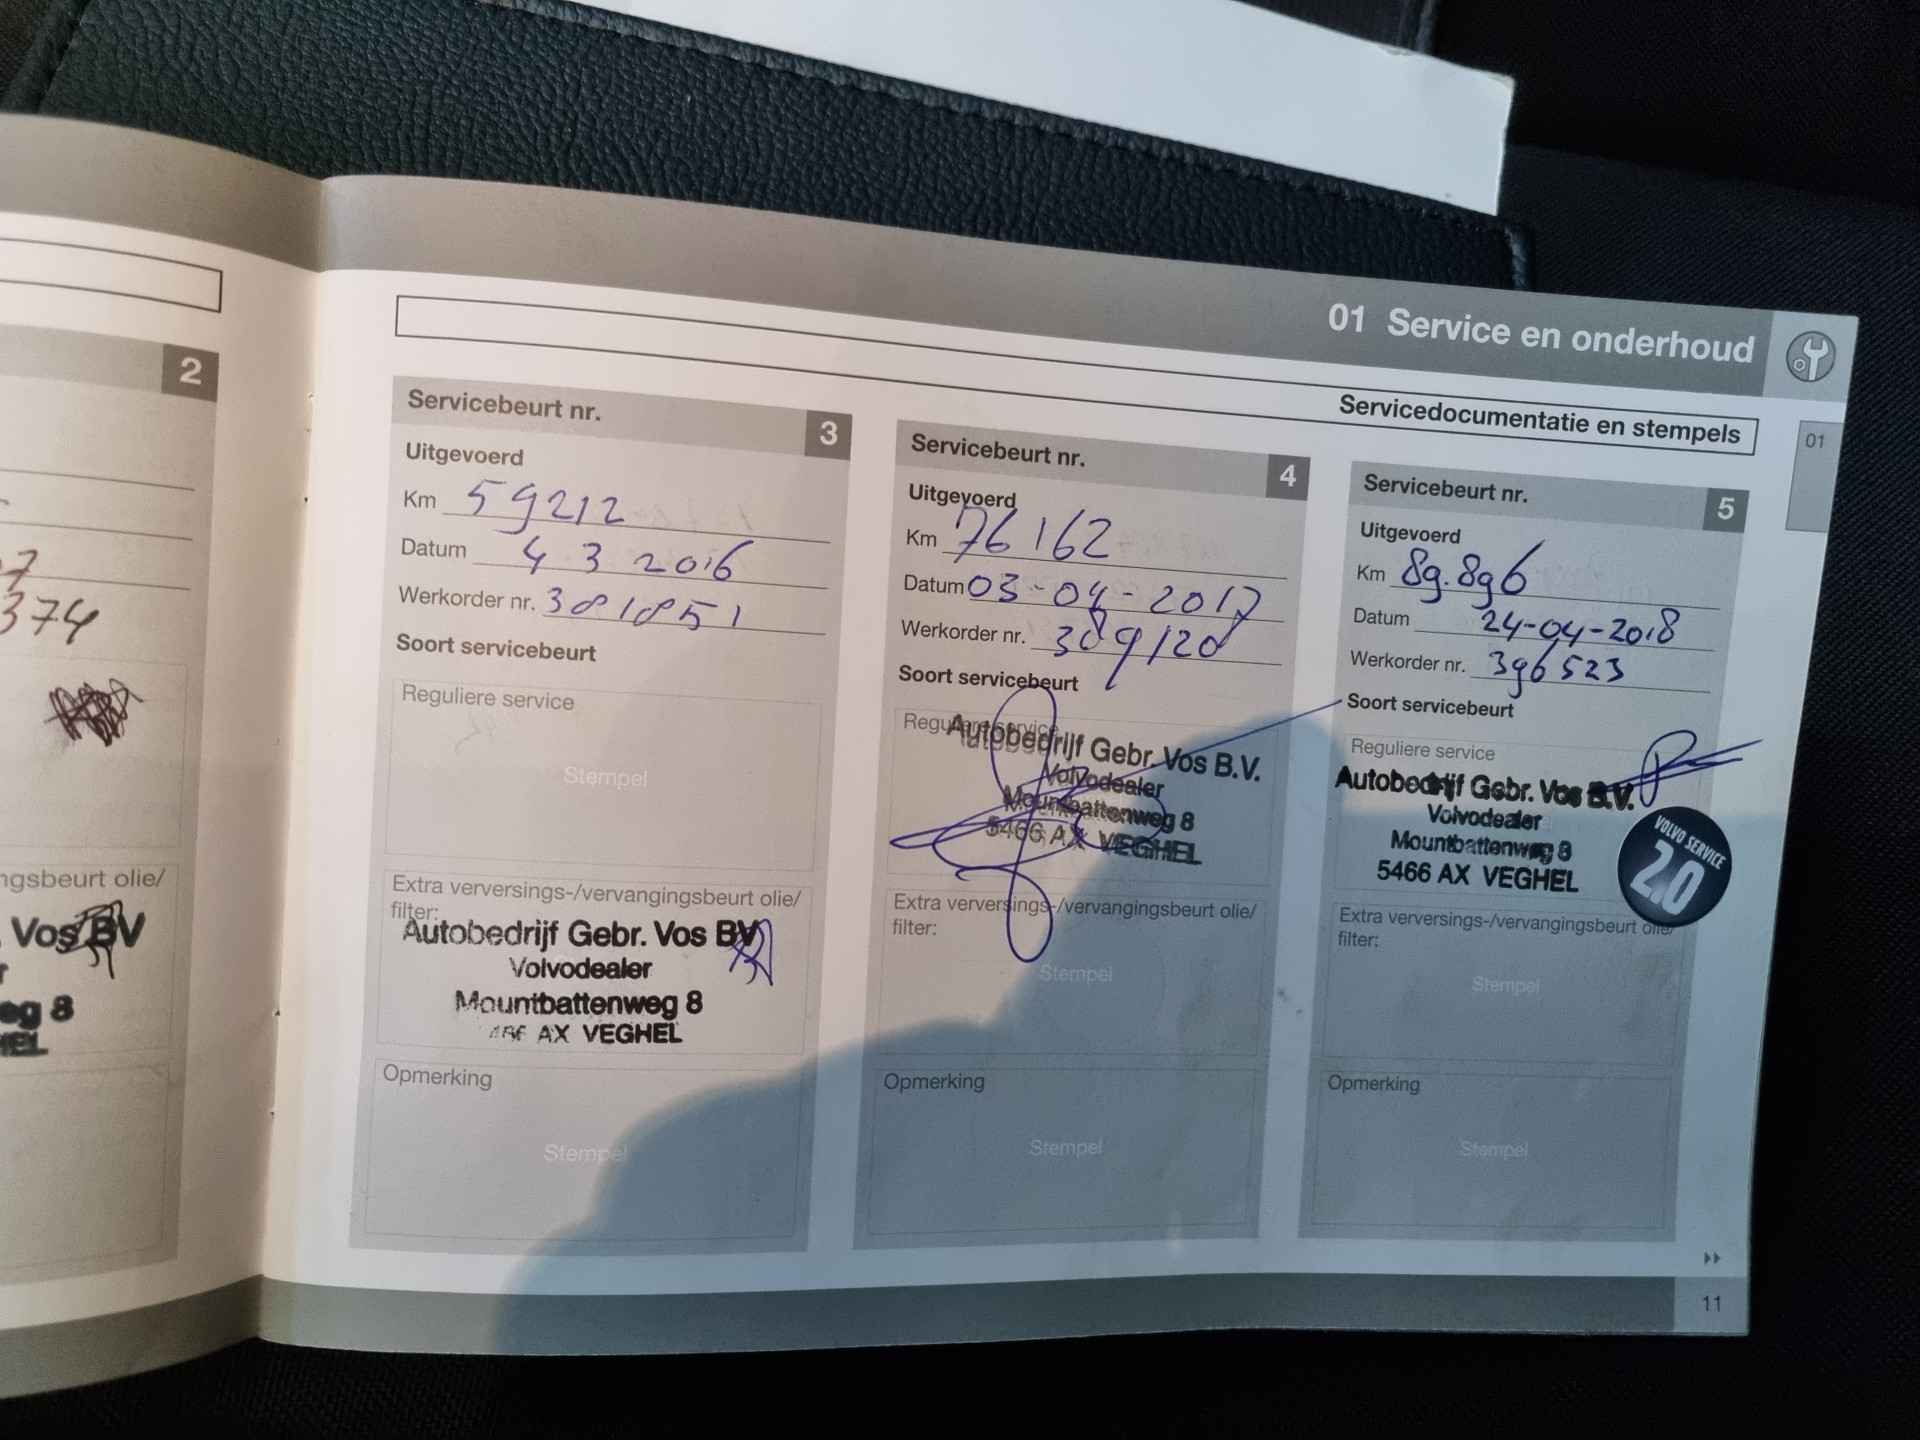 2
374
ngsbeurt olie/
Vos BV
eg 8
HEL
01 Service en onderhoud
Servicedocumentatie en stempels
01
Servicebeurt nr. 3
Uitgevoerd
Km 59212
Datum 4 3 2016
Werkorder nr. 381851
Soort servicebeurt
Reguliere service
Stempel
Extra verversings-/vervangingsbeurt olie/
filter:
Autobedrijf Gebr. Vos BV
Volvodealer
Mountbattenweg 8
AX VEGHEL
Opmerking
Stempel
Servicebeurt nr. 4
Uitgevoerd
Km 76162
Datum 03-04-2017
Werkorder nr. 389120
Soort servicebeurt
Reguliere service
Autobedrijf Gebr. Vos B.V.
Volvodealer
Mountbattenweg 8
5466 AX VEGHEL
Extra verversings-/vervangingsbeurt olie/
filter:
Stempel
Opmerking
Stempel
Servicebeurt nr. 5
Uitgevoerd
Km 89.896
Datum 24-04-2018
Werkorder nr. 396523
Soort servicebeurt
Reguliere service
Autobedrijf Gebr. Vos B.V.
Volvodealer
Mountbattenweg 8
5466 AX VEGHEL
VOLVO SERVICE
2.0
Extra verversings-/vervangingsbeurt olie/
filter:
Stempel
Opmerking
Stempel
11